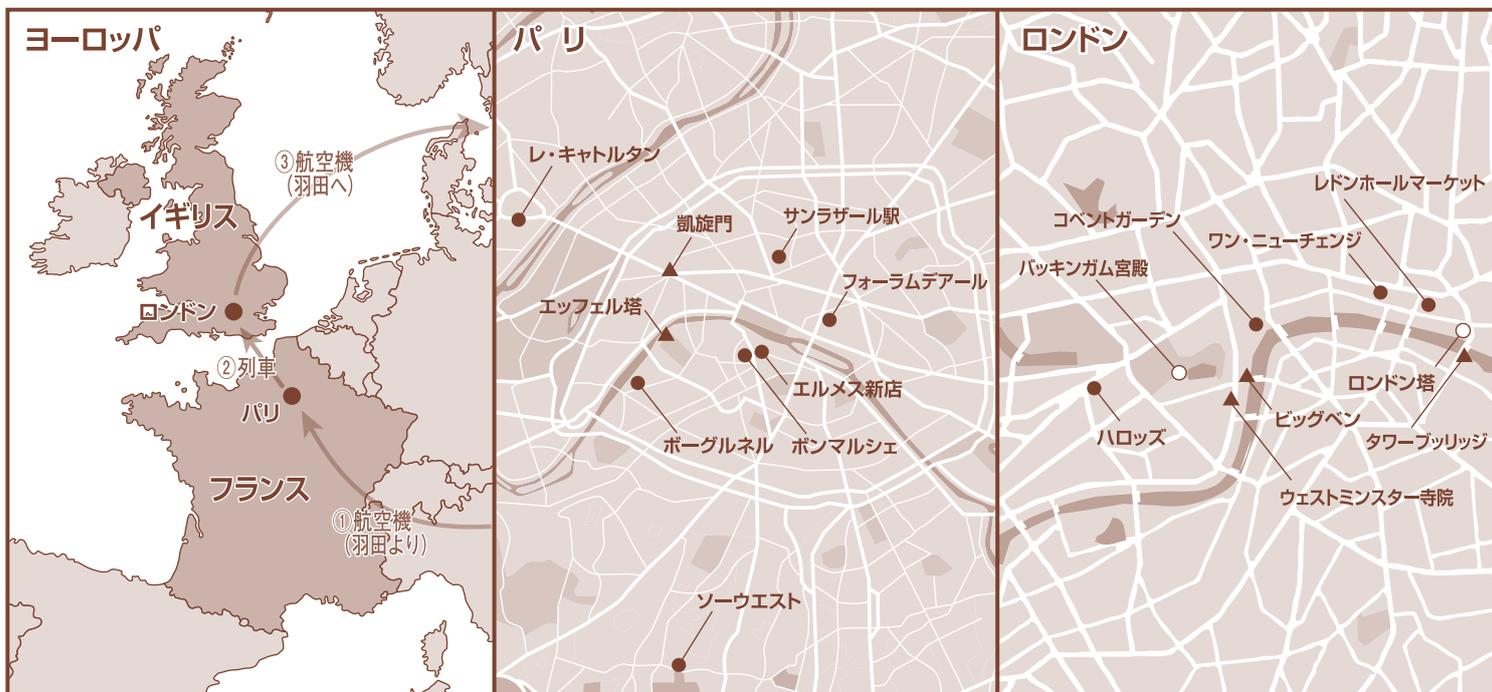 ヨーロッパ
③航空機
(羽田へ)
イギリス
ロンドン
②列車
パリ
フランス
①航空機
(羽田より)
パリ
レ・キャトルタン
凱旋門
サンラザール駅
フォーラムデアール
エッフェル塔
エルメス新店
ボーグルネル
ボンマルシェ
ソーウエスト
ロンドン
レドンホールマーケット
コベントガーデン
ワン・ニューチェンジ
バッキンガム宮殿
ロンドン塔
ビッグベン
ハロッズ
タワーブッリッジ
ウェストミンスター寺院